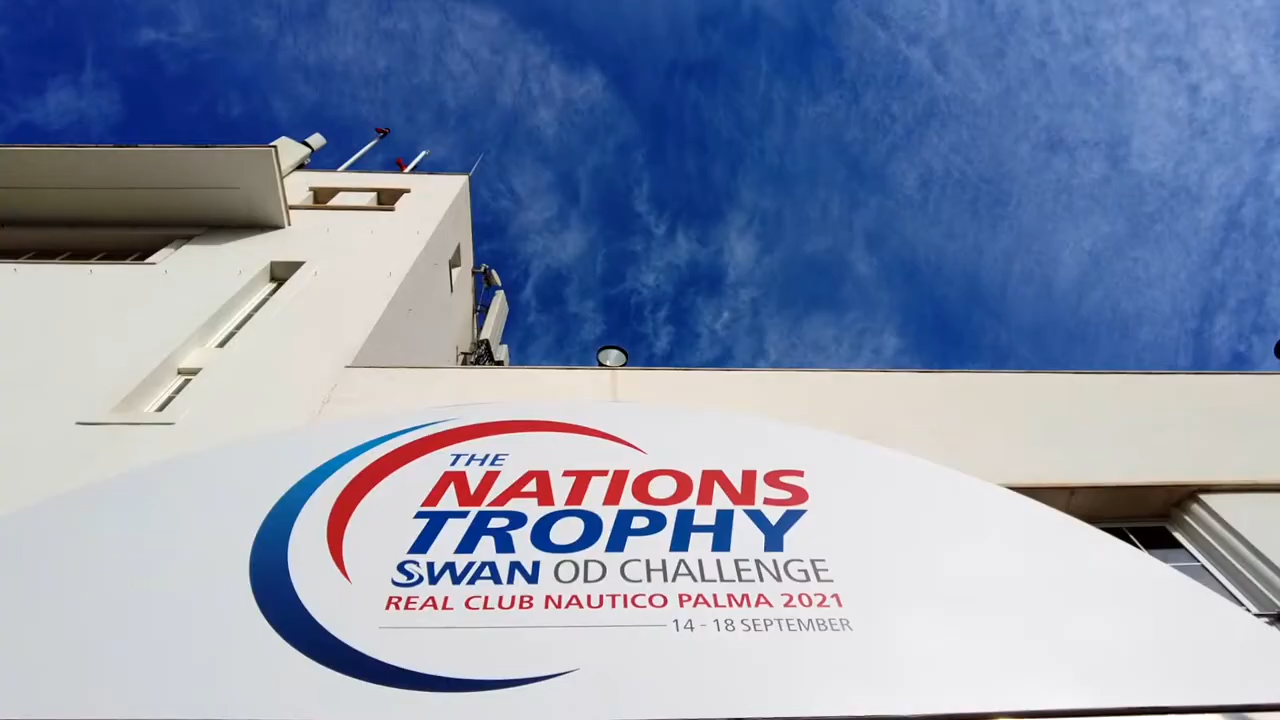 THE
NATIONS
TROPHY
SWAN OD CHALLENGE
REAL CLUB NAUTICO PALMA 2021
14 - 18 SEPTEMBER